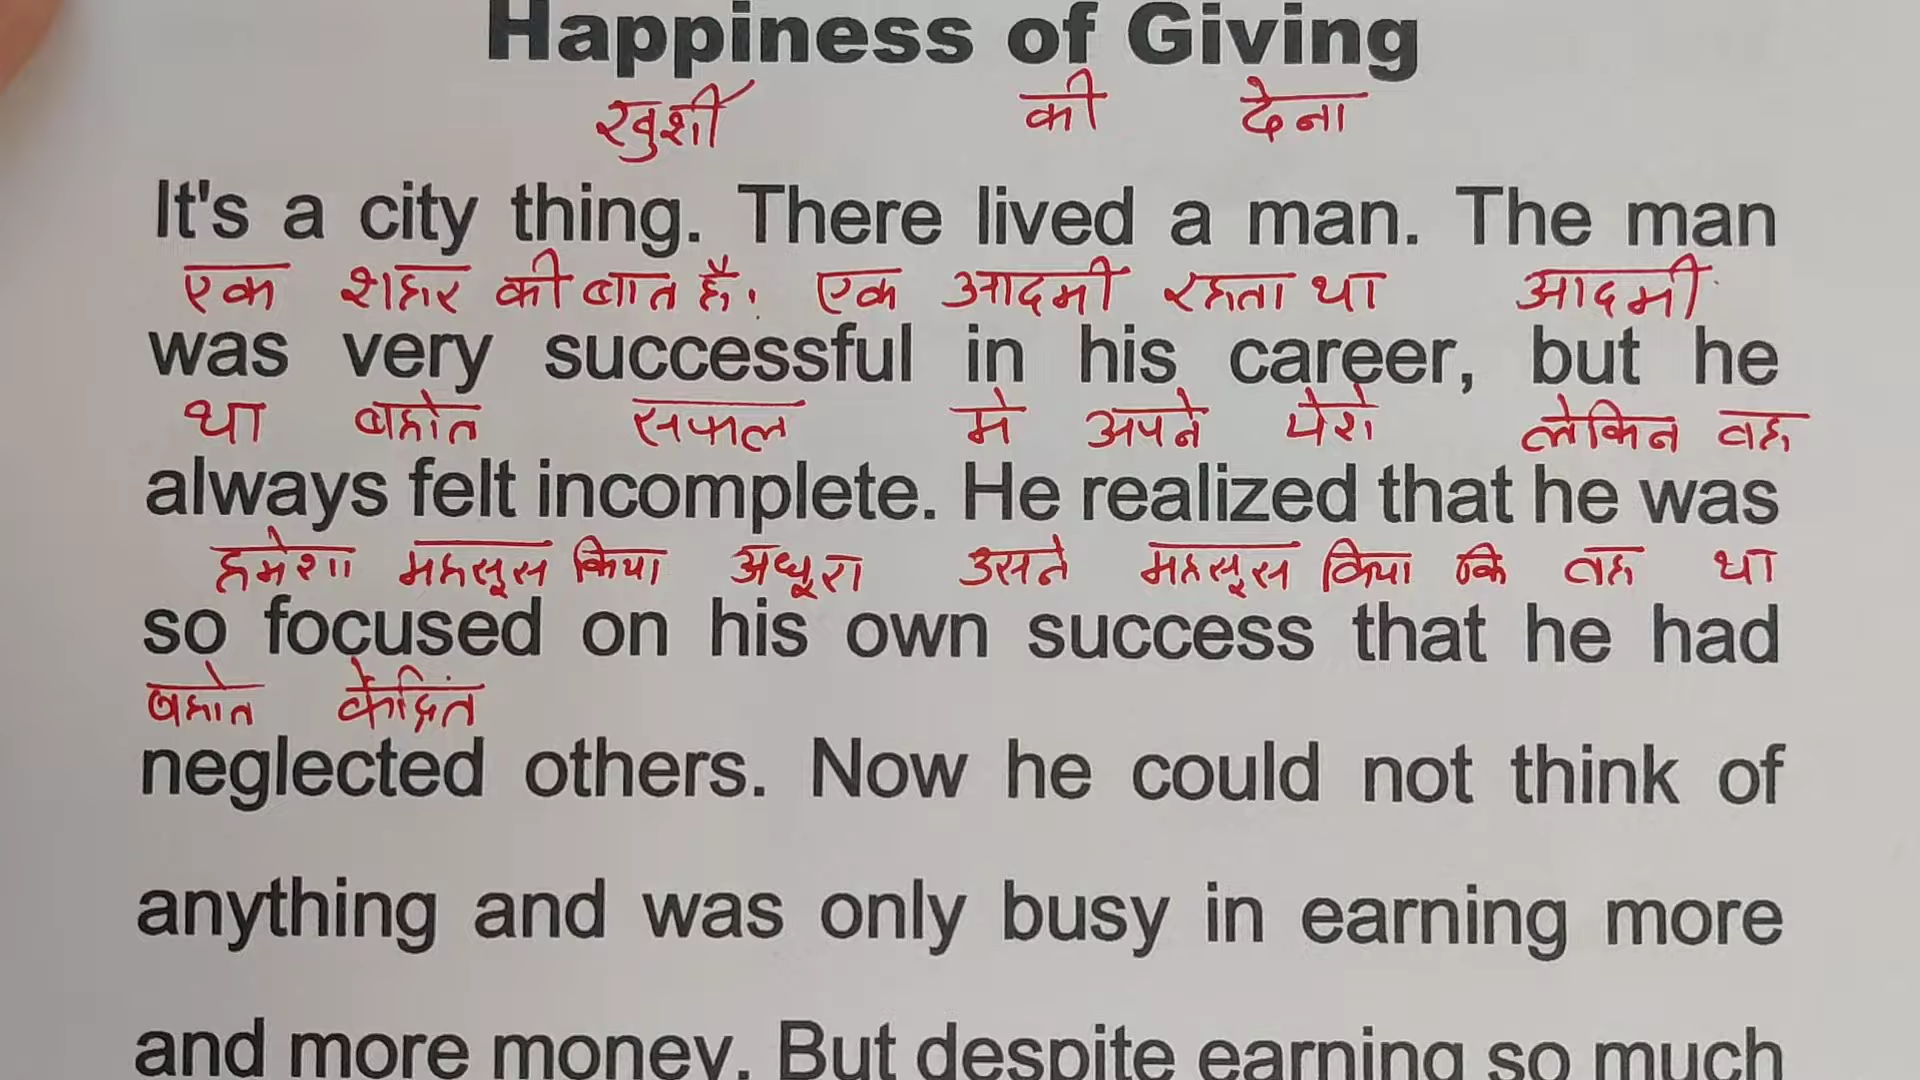 Happiness of Giving
खुशी की देना
It's a city thing. There lived a man. The man
एक शहर की बात है. एक आदमी रहता था आदमी
was very successful in his career, but he
था बहोत सफल मे अपने पेशे लेकिन वह
always felt incomplete. He realized that he was
हमेशा महसूस किया अधूरा उसने महसूस किया कि वह था
so focused on his own success that he had
बहोत केंद्रित
neglected others. Now he could not think of
anything and was only busy in earning more
and more money. But despite earning so much